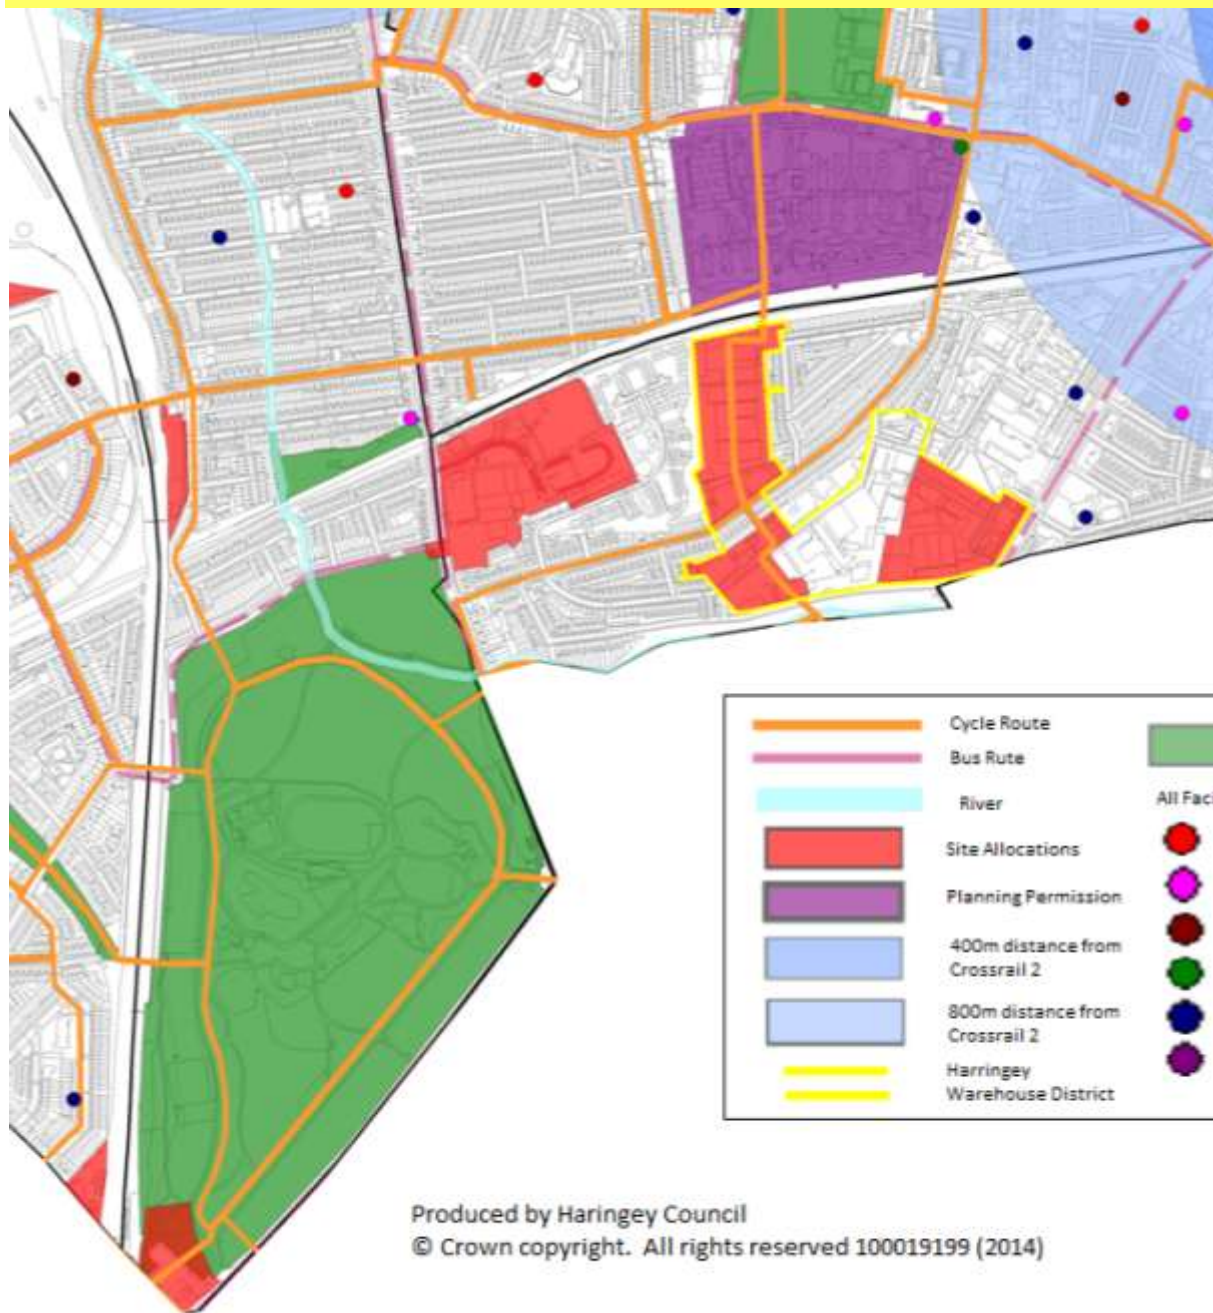 Cycle Route
Bus Rute
River
All Faci
Site Allocations
Planning Permission
400m distance from
Crossrail 2
800m distance from
Crossrail 2
Harringey
Warehouse District
Produced by Haringey Council
© Crown copyright. All rights reserved 100019199 (2014)